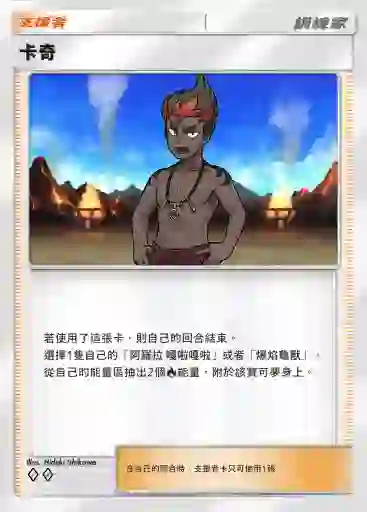 支援者
訓練家
卡奇
若使用了這張卡，則自己的回合結束。
選擇1隻自己的「阿羅拉 嘎啦嘎啦」或者「爆焰龜獸」，
從自己的能量區抽出2個能量，附於該寶可夢身上。
Illus. Hideki Ishikawa
在自己的回合時，支援者卡只可使用1張。